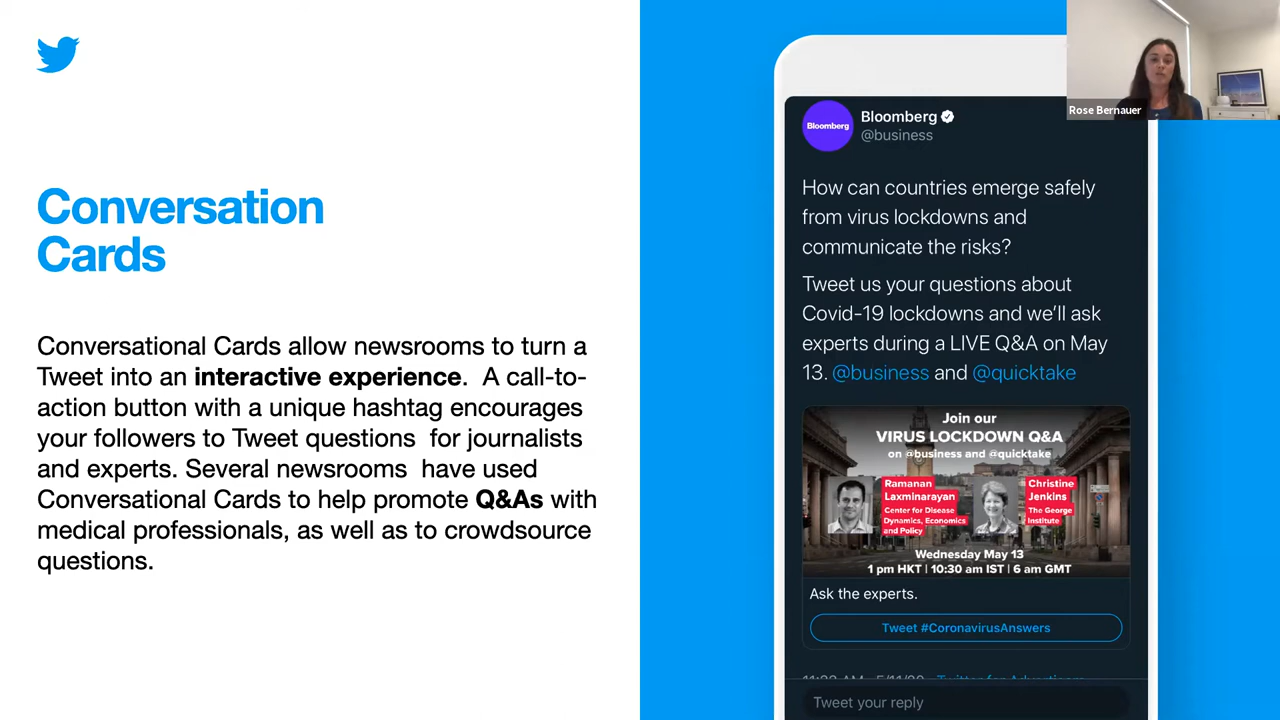 Conversation
Cards
Conversational Cards allow newsrooms to turn a
Tweet into an interactive experience.  A call-to-
action button with a unique hashtag encourages
your followers to Tweet questions  for journalists
and experts. Several newsrooms  have used
Conversational Cards to help promote Q&As with
medical professionals, as well as to crowdsource
questions.
Rose Bernauer
Bloomberg
Bloomberg
@business
How can countries emerge safely
from virus lockdowns and
communicate the risks?
Tweet us your questions about
Covid-19 lockdowns and we'll ask
experts during a LIVE Q&A on May
13. @business and @quicktake
Join our
VIRUS LOCKDOWN Q&A
on @business and @quicktake
Ramanan
Laxminarayan
Center for Disease
Dynamics, Economics
and Policy
Christine
Jenkins
The George
Institute
Wednesday May 13
1 pm HKT | 10:30 am IST | 6 am GMT
Ask the experts.
Tweet #CoronavirusAnswers
Tweet your reply